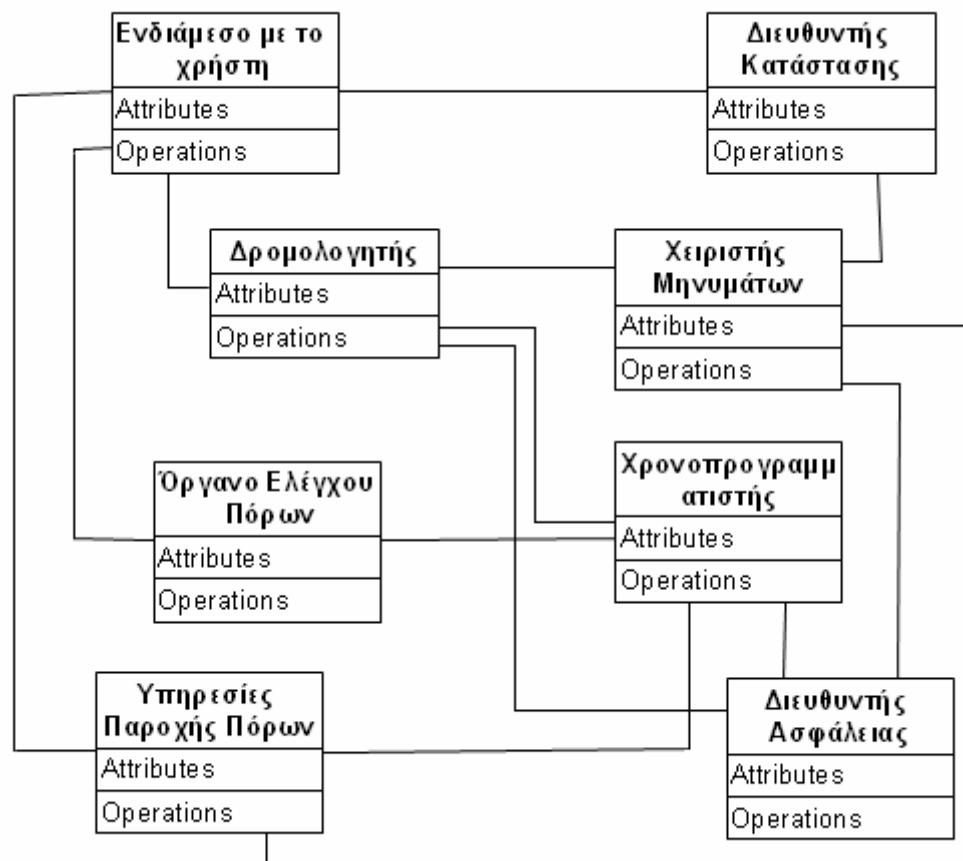 Ενδιάμεσο με το
χρήστη
Attributes
Operations
Διευθυντής
Κατάστασης
Attributes
Operations
Δρομολογητής
Attributes
Operations
Χειριστής
Μηνυμάτων
Attributes
Operations
Όργανο Ελέγχου
Πόρων
Attributes
Operations
Χρονοπρογραμμ
ατιστής
Attributes
Operations
Υπηρεσίες
Παροχής Πόρων
Attributes
Operations
Διευθυντής
Ασφάλειας
Attributes
Operations